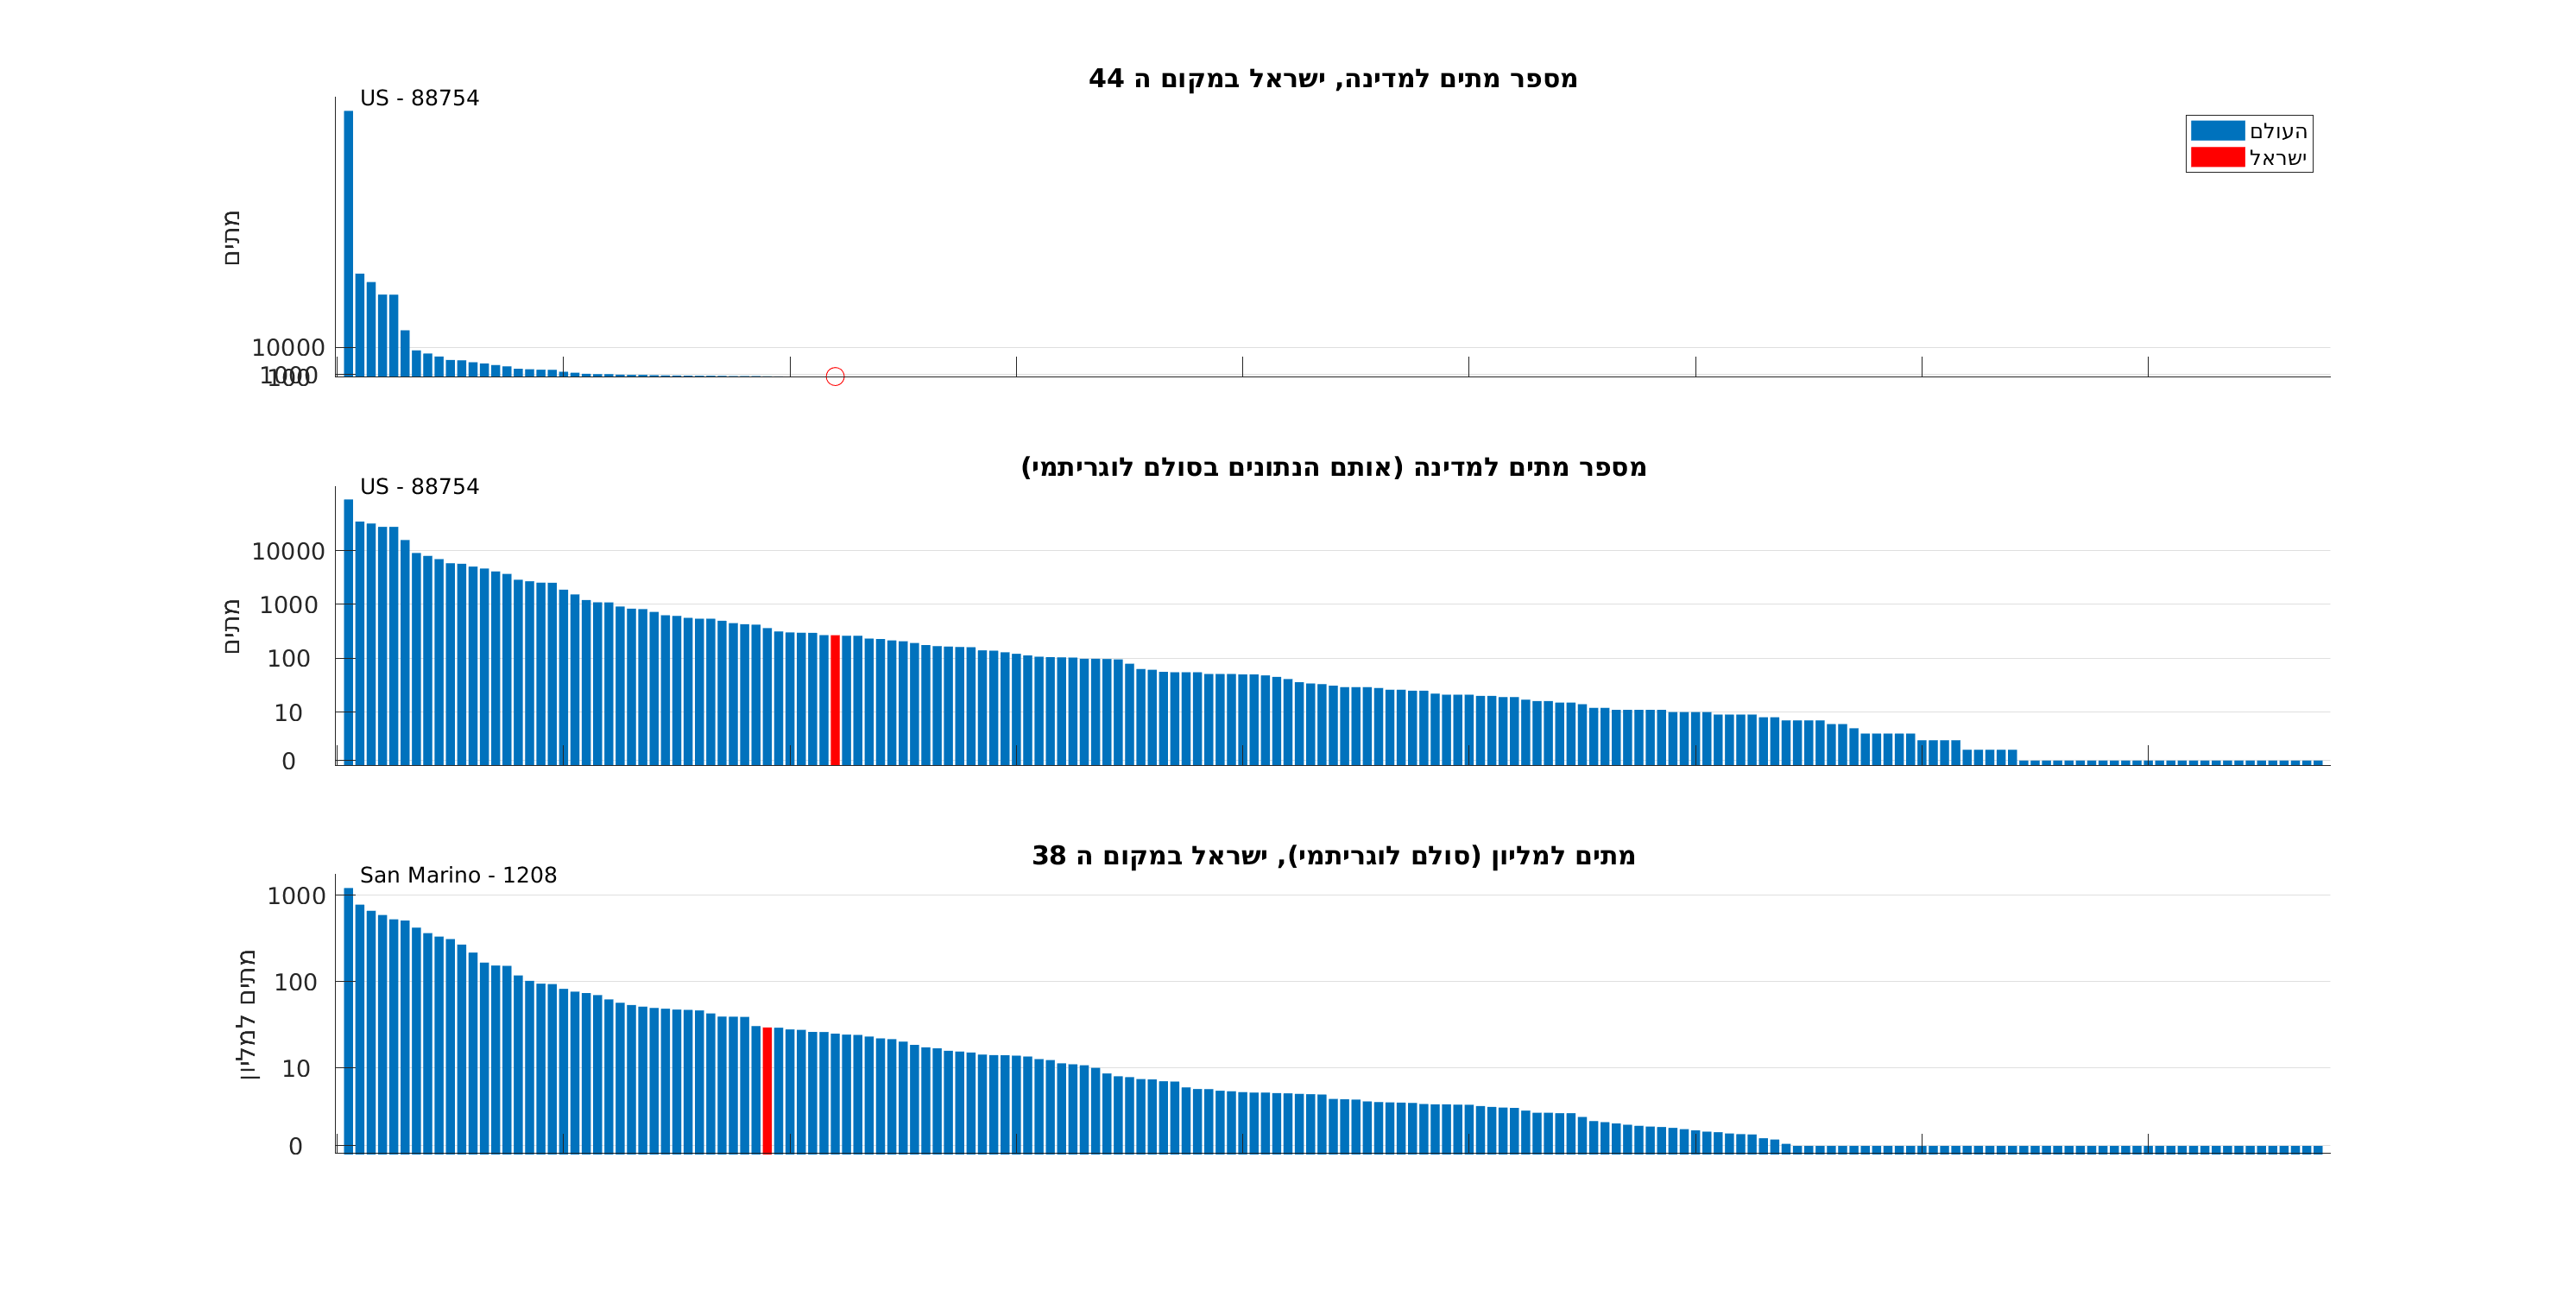 מספר מתים למדינה, ישראל במקום ה 44
US - 88754
העולם
ישראל
מתים
10000
1000
100
מספר מתים למדינה (אותם הנתונים בסולם לוגריתמי)
US - 88754
מתים
10000
1000
100
10
0
מתים למליון (סולם לוגריתמי), ישראל במקום ה 38
San Marino - 1208
מתים למליון
1000
100
10
0